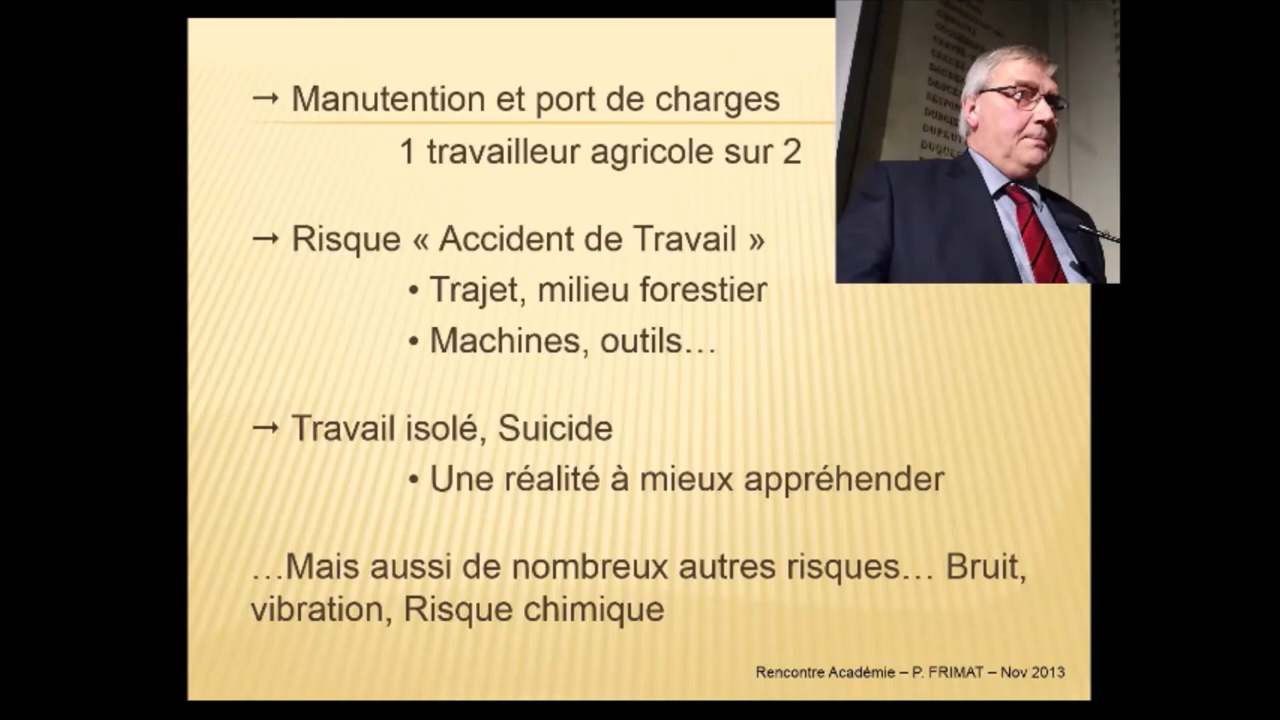 → Manutention et port de charges
1 travailleur agricole sur 2
→ Risque « Accident de Travail »
• Trajet, milieu forestier
• Machines, outils…
→ Travail isolé, Suicide
• Une réalité à mieux appréhender
…Mais aussi de nombreux autres risques… Bruit,
vibration, Risque chimique
Rencontre Académie – P. FRIMAT – Nov 2013